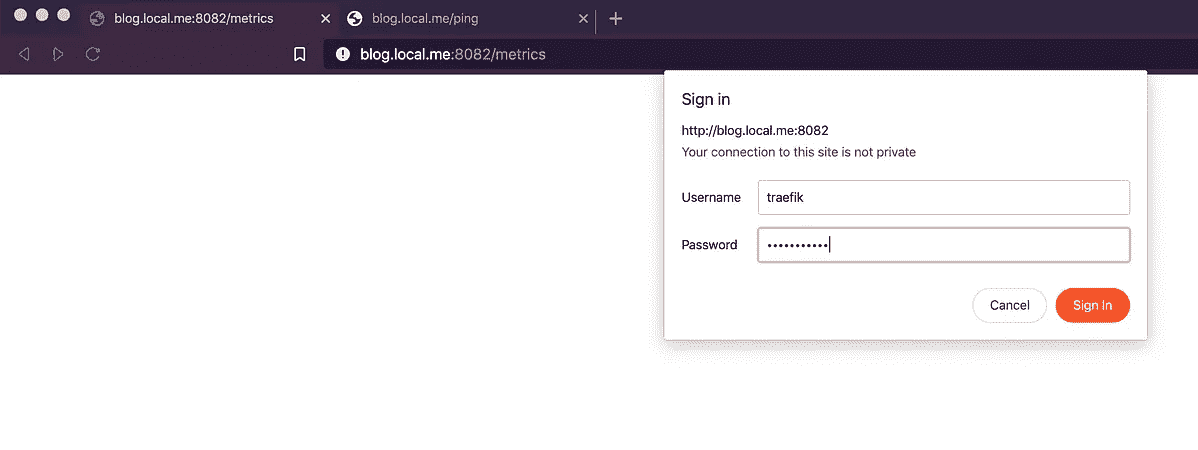 blog.local.me:8082/metrics
blog.local.me/ping
blog.local.me:8082/metrics
Sign in
http://blog.local.me:8082
Your connection to this site is not private
Username traefik
Password •••••••••••
Cancel Sign In